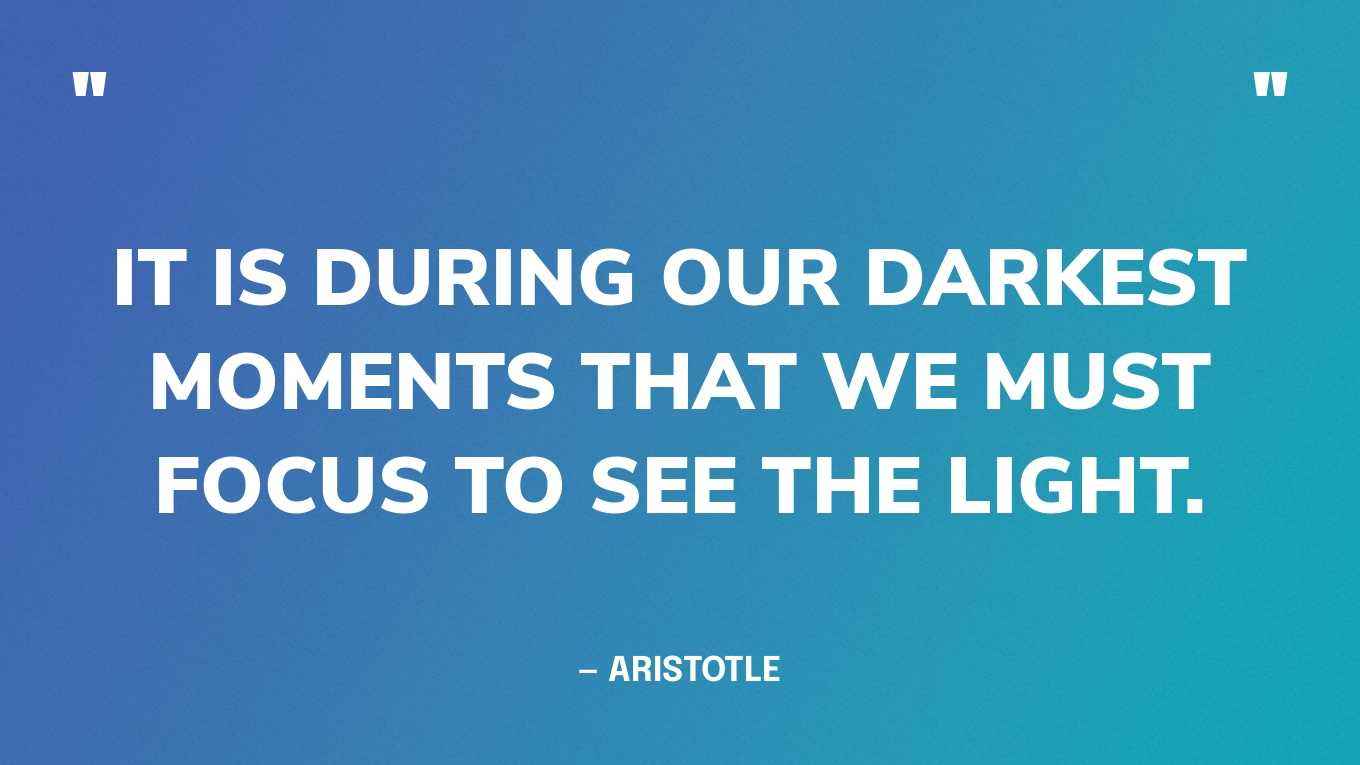 " "
IT IS DURING OUR DARKEST
MOMENTS THAT WE MUST
FOCUS TO SEE THE LIGHT.
– ARISTOTLE